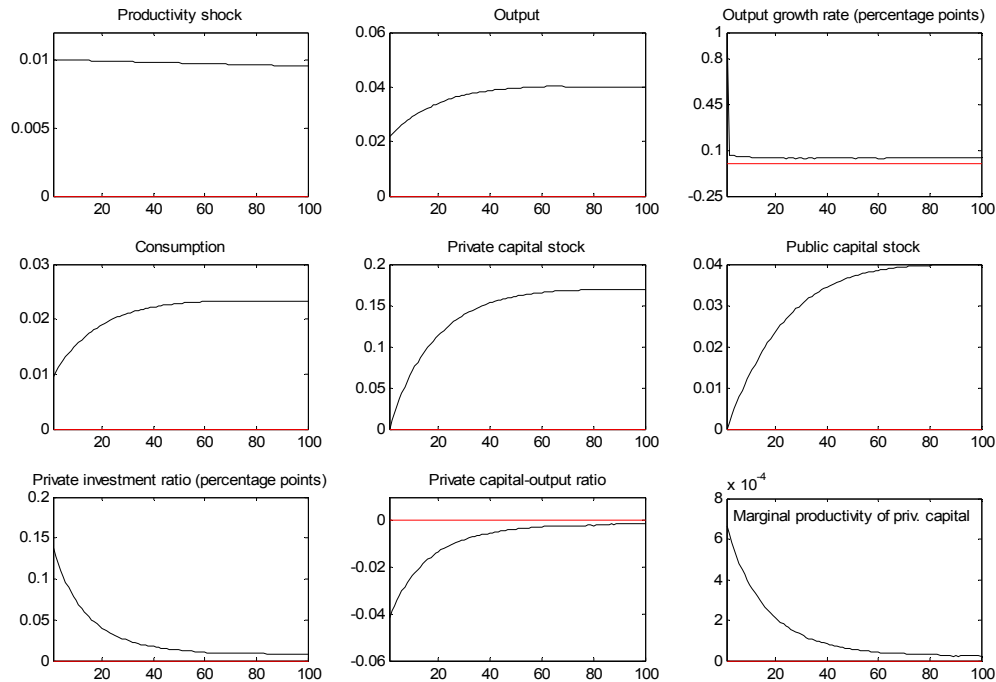 Productivity shock
0.01
0.005
0
20 40 60 80 100
Output
0.06
0.04
0.02
0
20 40 60 80 100
Output growth rate (percentage points)
1
0.8
0.45
0.1
-0.25
20 40 60 80 100
Consumption
0.03
0.02
0.01
0
20 40 60 80 100
Private capital stock
0.2
0.15
0.1
0.05
0
20 40 60 80 100
Public capital stock
0.04
0.03
0.02
0.01
0
20 40 60 80 100
Private investment ratio (percentage points)
0.2
0.15
0.1
0.05
0
20 40 60 80 100
Private capital-output ratio
0
-0.02
-0.04
-0.06
20 40 60 80 100
x 10^-4
Marginal productivity of priv. capital
8
6
4
2
0
20 40 60 80 100